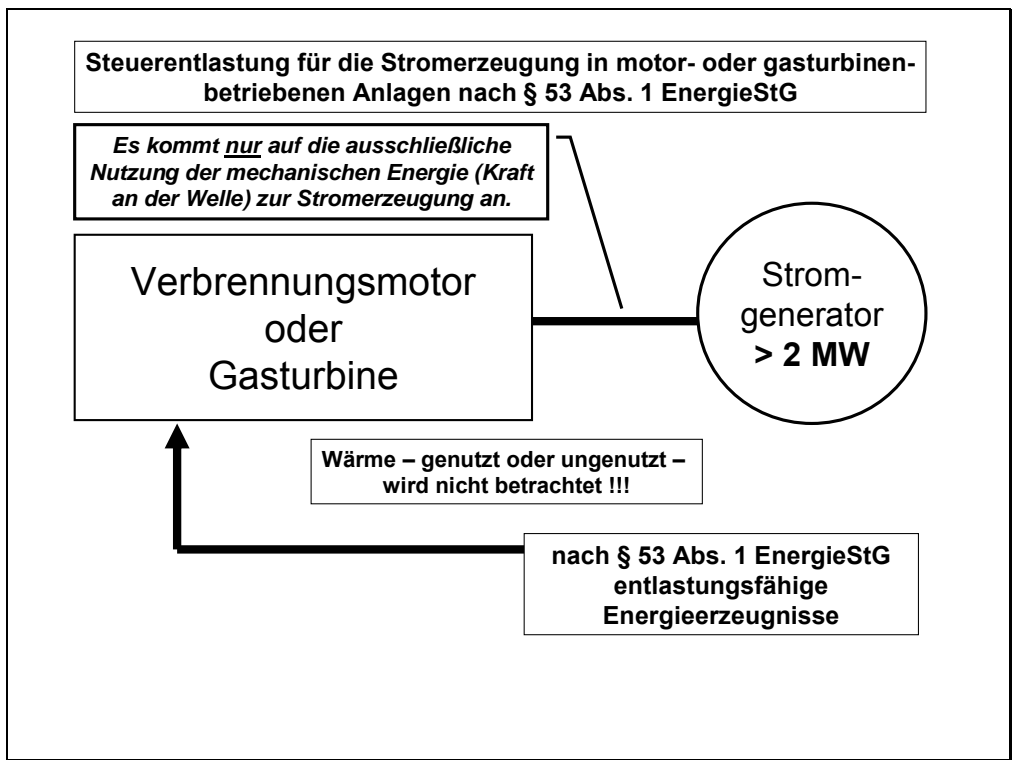 Steuerentlastung für die Stromerzeugung in motor- oder gasturbinen-
betriebenen Anlagen nach § 53 Abs. 1 EnergieStG
Es kommt nur auf die ausschließliche
Nutzung der mechanischen Energie (Kraft
an der Welle) zur Stromerzeugung an.
Verbrennungsmotor
oder
Gasturbine
Strom-
generator
> 2 MW
Wärme – genutzt oder ungenutzt –
wird nicht betrachtet !!!
nach § 53 Abs. 1 EnergieStG
entlastungsfähige
Energieerzeugnisse